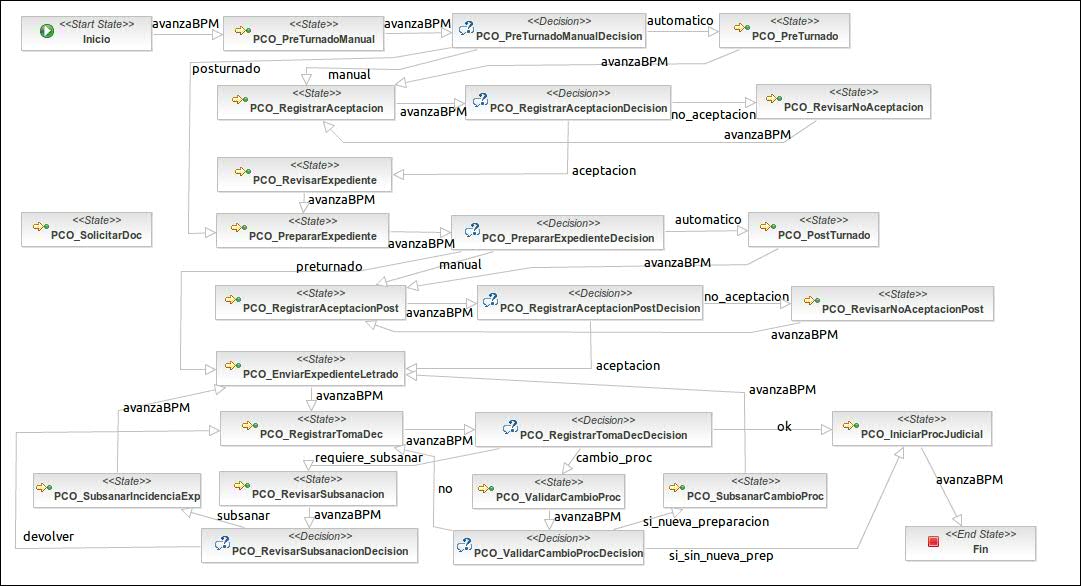 <<Start State>>
Inicio
avanzaBPM
<<State>>
PCO_PreTurnadoManual
avanzaBPM
<<Decision>>
PCO_PreTurnadoManualDecision
automatico
<<State>>
PCO_PreTurnado
posturnado
manual
avanzaBPM
<<State>>
PCO_RegistrarAceptacion
avanzaBPM
<<Decision>>
PCO_RegistrarAceptacionDecision
no_aceptacion
<<State>>
PCO_RevisarNoAceptacion
avanzaBPM
<<State>>
PCO_RevisarExpediente
aceptacion
avanzaBPM
<<State>>
PCO_SolicitarDoc
<<State>>
PCO_PrepararExpediente
avanzaBPM
<<Decision>>
PCO_PrepararExpedienteDecision
automatico
<<State>>
PCO_PostTurnado
preturnado
manual
avanzaBPM
<<State>>
PCO_RegistrarAceptacionPost
avanzaBPM
<<Decision>>
PCO_RegistrarAceptacionPostDecision
no_aceptacion
<<State>>
PCO_RevisarNoAceptacionPost
avanzaBPM
<<State>>
PCO_EnviarExpedienteLetrado
aceptacion
avanzaBPM
avanzaBPM
avanzaBPM
<<State>>
PCO_RegistrarTomaDec
avanzaBPM
<<Decision>>
PCO_RegistrarTomaDecDecision
ok
<<State>>
PCO_IniciarProcJudicial
requiere_subsanar
cambio_proc
<<State>>
PCO_SubsanarIncidenciaExp
<<State>>
PCO_RevisarSubsanacion
no
<<State>>
PCO_ValidarCambioProc
<<State>>
PCO_SubsanarCambioProc
avanzaBPM
subsanar
avanzaBPM
avanzaBPM
si_nueva_preparacion
devolver
<<Decision>>
PCO_RevisarSubsanacionDecision
<<Decision>>
PCO_ValidarCambioProcDecision
si_sin_nueva_prep
<<End State>>
Fin